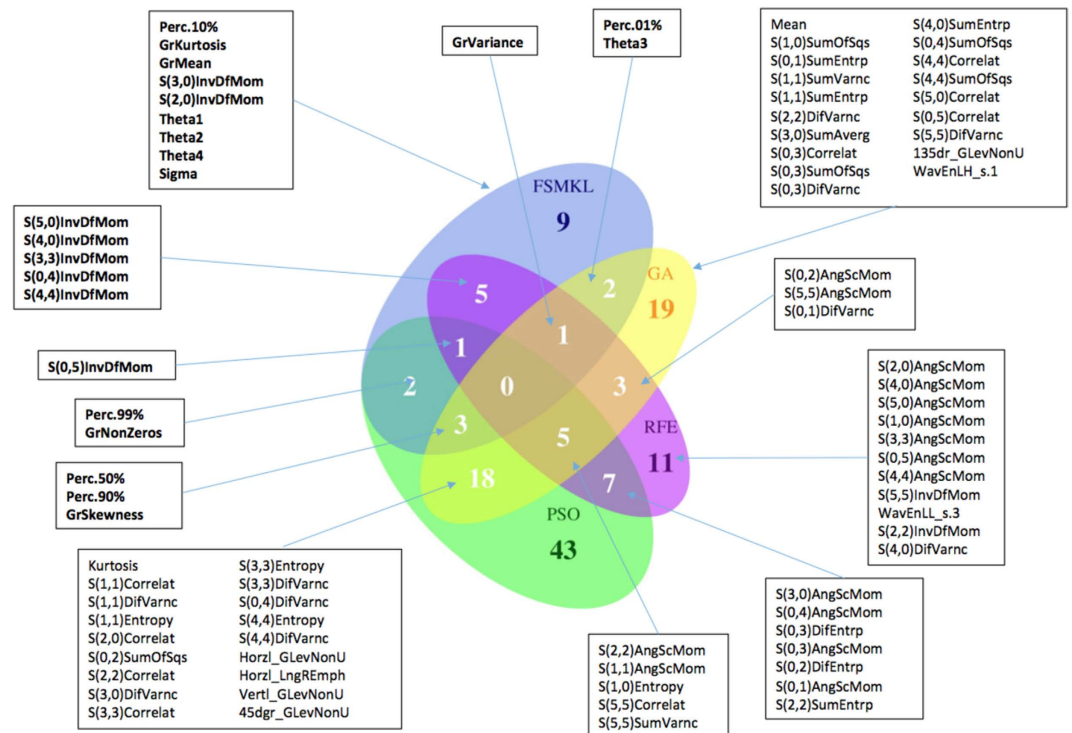 Perc.10%
GrKurtosis
GrMean
S(3,0)InvDfMom
S(2,0)InvDfMom
Theta1
Theta2
Theta4
Sigma
GrVariance
Perc.01%
Theta3
Mean
S(1,0)SumOfSqs
S(0,1)SumEntrp
S(1,1)SumVarnc
S(1,1)SumEntrp
S(2,2)DifVarnc
S(3,0)SumAverg
S(0,3)Correlat
S(0,3)SumOfSqs
S(0,3)DifVarnc
S(4,0)SumEntrp
S(0,4)SumOfSqs
S(4,4)Correlat
S(4,4)SumOfSqs
S(5,0)Correlat
S(0,5)Correlat
S(5,5)DifVarnc
135dr_GLevNonU
WavEnLH_s.1
S(5,0)InvDfMom
S(4,0)InvDfMom
S(3,3)InvDfMom
S(0,4)InvDfMom
S(4,4)InvDfMom
FSMKL
9
GA
19
2
5
1
1
2
0
3
3
5
RFE
11
18
7
PSO
43
S(0,2)AngScMom
S(5,5)AngScMom
S(0,1)DifVarnc
S(0,5)InvDfMom
Perc.99%
GrNonZeros
Perc.50%
Perc.90%
GrSkewness
S(2,0)AngScMom
S(4,0)AngScMom
S(5,0)AngScMom
S(1,0)AngScMom
S(3,3)AngScMom
S(0,5)AngScMom
S(4,4)AngScMom
S(5,5)InvDfMom
WavEnLL_s.3
S(2,2)InvDfMom
S(4,0)DifVarnc
Kurtosis
S(1,1)Correlat
S(1,1)DifVarnc
S(1,1)Entropy
S(2,0)Correlat
S(0,2)SumOfSqs
S(2,2)Correlat
S(3,0)DifVarnc
S(3,3)Correlat
S(3,3)Entropy
S(3,3)DifVarnc
S(0,4)DifVarnc
S(4,4)Entropy
S(4,4)DifVarnc
Horzl_GLevNonU
Horzl_LngREmph
Vertl_GLevNonU
45dgr_GLevNonU
S(2,2)AngScMom
S(1,1)AngScMom
S(1,0)Entropy
S(5,5)Correlat
S(5,5)SumVarnc
S(3,0)AngScMom
S(0,4)AngScMom
S(0,3)DifEntrp
S(0,3)AngScMom
S(0,2)DifEntrp
S(0,1)AngScMom
S(2,2)SumEntrp